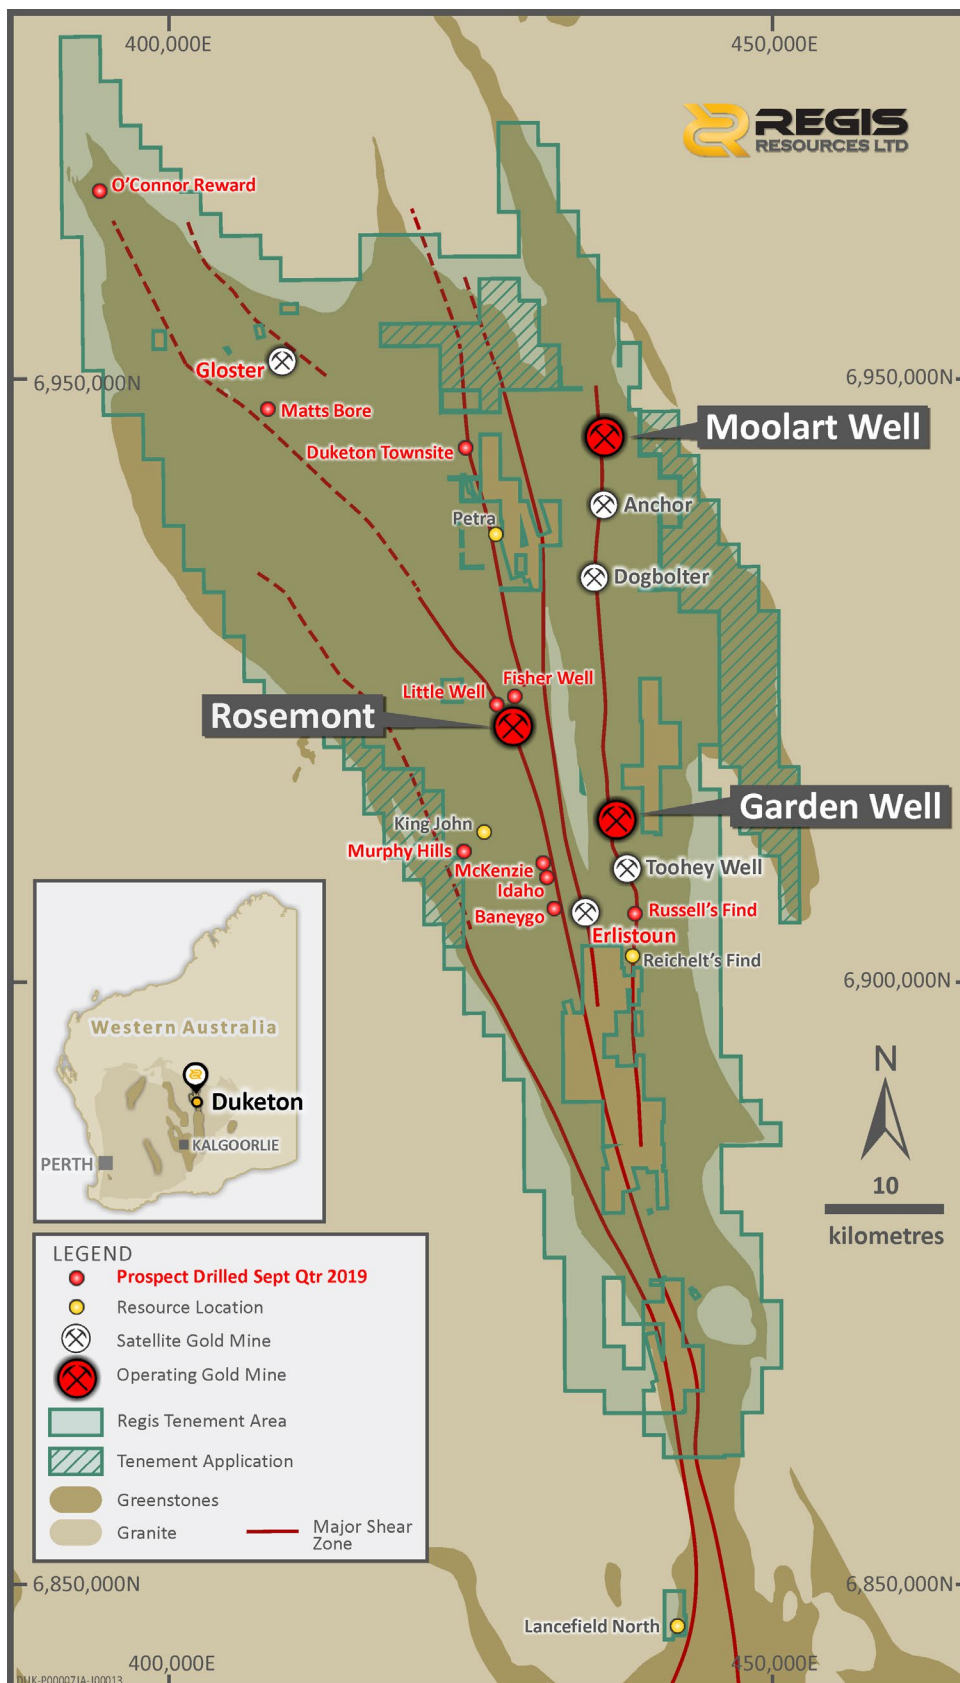 400,000E
450,000E
REGIS
RESOURCES LTD
O'Connor Reward
Gloster
6,950,000N
6,950,000N
Matts Bore
Moolart Well
Duketon Townsite
Anchor
Petra
Dogbolter
Fisher Well
Little Well
Rosemont
Garden Well
King John
Murphy Hills
McKenzie
Toohey Well
Idaho
Baneygo
Russell's Find
Erlistoun
Reichelt's Find
6,900,000N
Western Australia
Duketon
KALGOORLIE
PERTH
N
10
kilometres
LEGEND
Prospect Drilled Sept Qtr 2019
Resource Location
Satellite Gold Mine
Operating Gold Mine
Regis Tenement Area
Tenement Application
Greenstones
Granite
Major Shear
Zone
6,850,000N
6,850,000N
Lancefield North
400,000E
450,000E